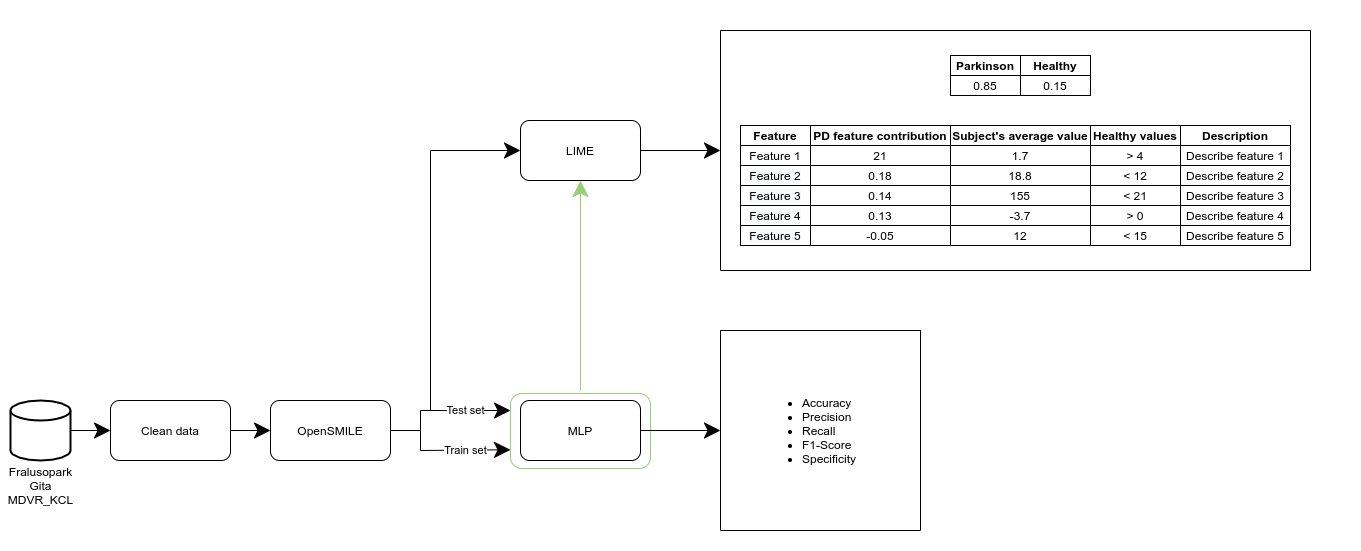 Parkinson Healthy
0.85 0.15
Feature PD feature contribution Subject's average value Healthy values Description
Feature 1 21 1.7 > 4 Describe feature 1
Feature 2 0.18 18.8 < 12 Describe feature 2
Feature 3 0.14 155 < 21 Describe feature 3
Feature 4 0.13 -3.7 > 0 Describe feature 4
Feature 5 -0.05 12 < 15 Describe feature 5
LIME
Clean data
OpenSMILE
Test set
Train set
MLP
Fralusopark
Gita
MDVR_KCL
Accuracy
Precision
Recall
F1-Score
Specificity